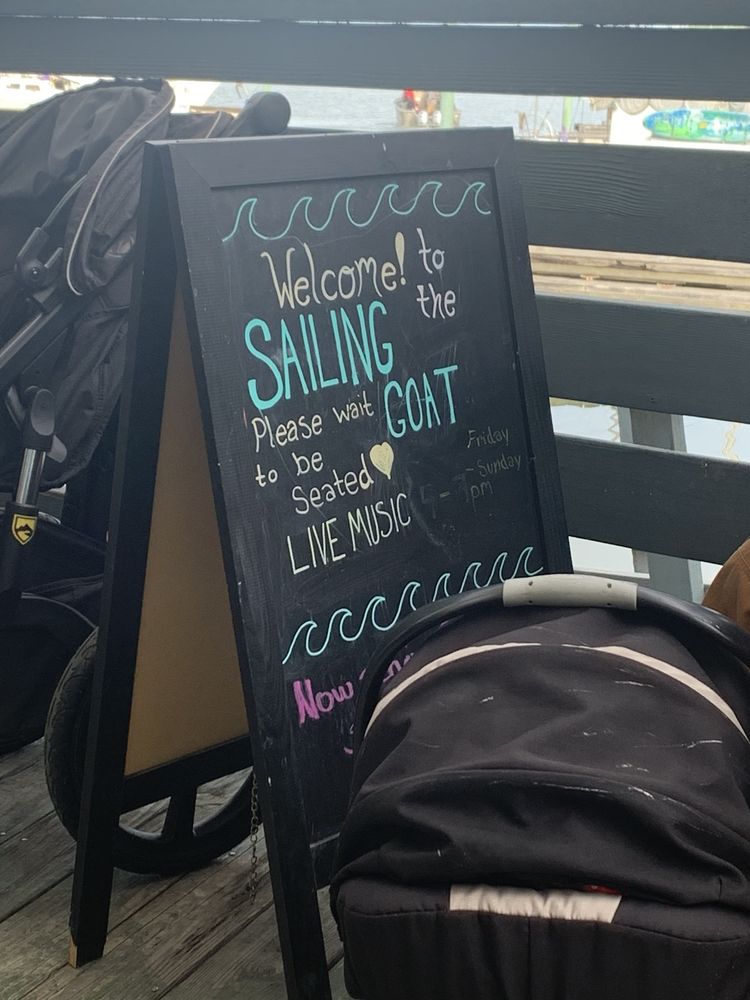 Welcome! to
the
SAILING
GOAT
Please wait
to be
Seated
LIVE MUSIC
Friday
- Sunday
pm
Now